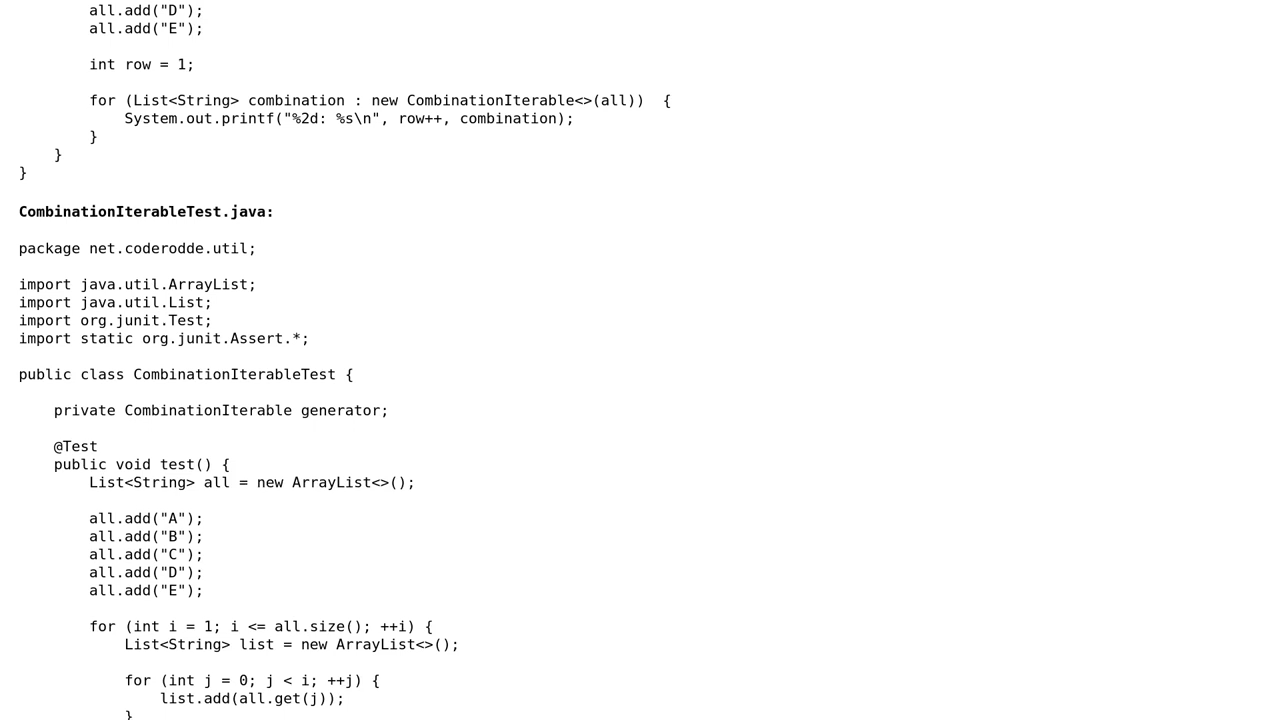 all.add("D");
        all.add("E");

        int row = 1;

        for (List<String> combination : new CombinationIterable<>(all))  {
            System.out.printf("%2d: %s\n", row++, combination);
        }
    }
}

CombinationIterableTest.java:

package net.coderodde.util;

import java.util.ArrayList;
import java.util.List;
import org.junit.Test;
import static org.junit.Assert.*;

public class CombinationIterableTest {

    private CombinationIterable generator;

    @Test
    public void test() {
        List<String> all = new ArrayList<>();

        all.add("A");
        all.add("B");
        all.add("C");
        all.add("D");
        all.add("E");

        for (int i = 1; i <= all.size(); ++i) {
            List<String> list = new ArrayList<>();

            for (int j = 0; j < i; ++j) {
                list.add(all.get(j));
            }